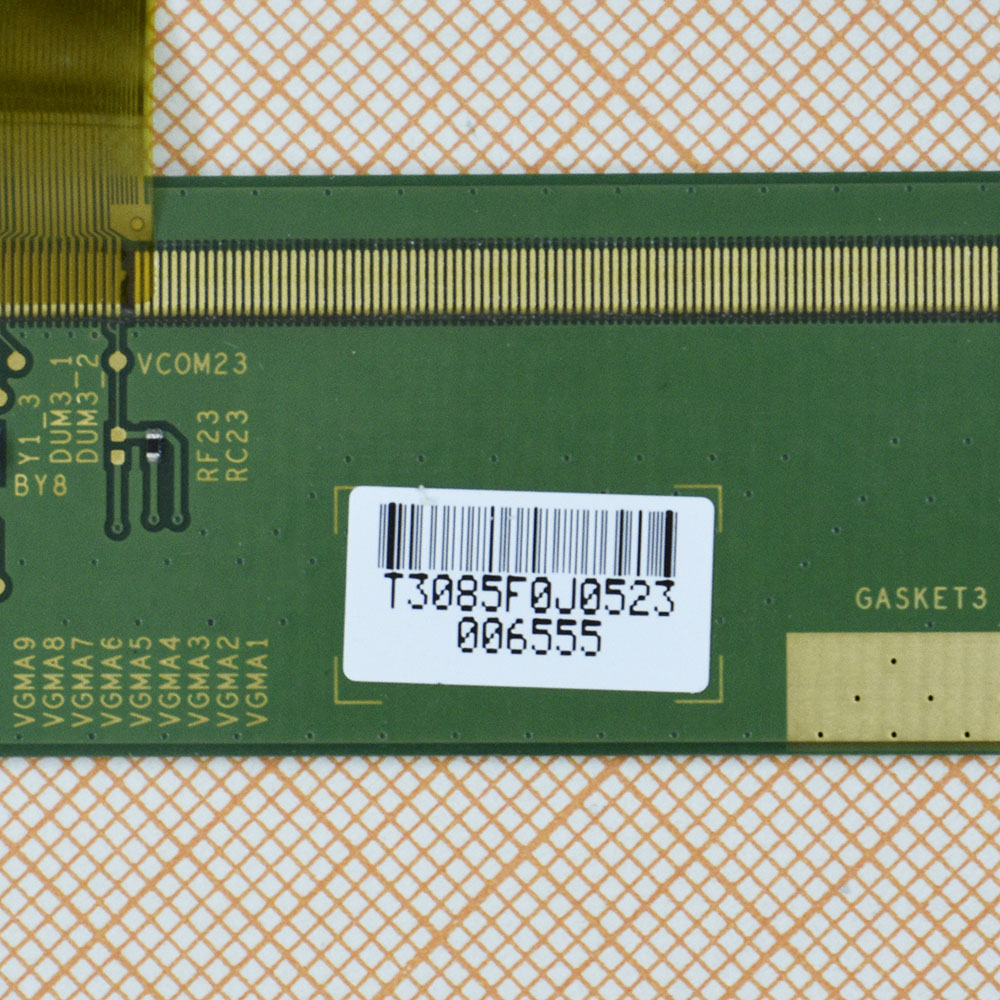 VCOM23
DUM3_1
DUM3_2
Y1_3
BY8
RF23
RC23
T3085F0J0523
006555
GASKET3
VGMA9
VGMA8
VGMA7
VGMA6
VGMA5
VGMA4
VGMA3
VGMA2
VGMA1